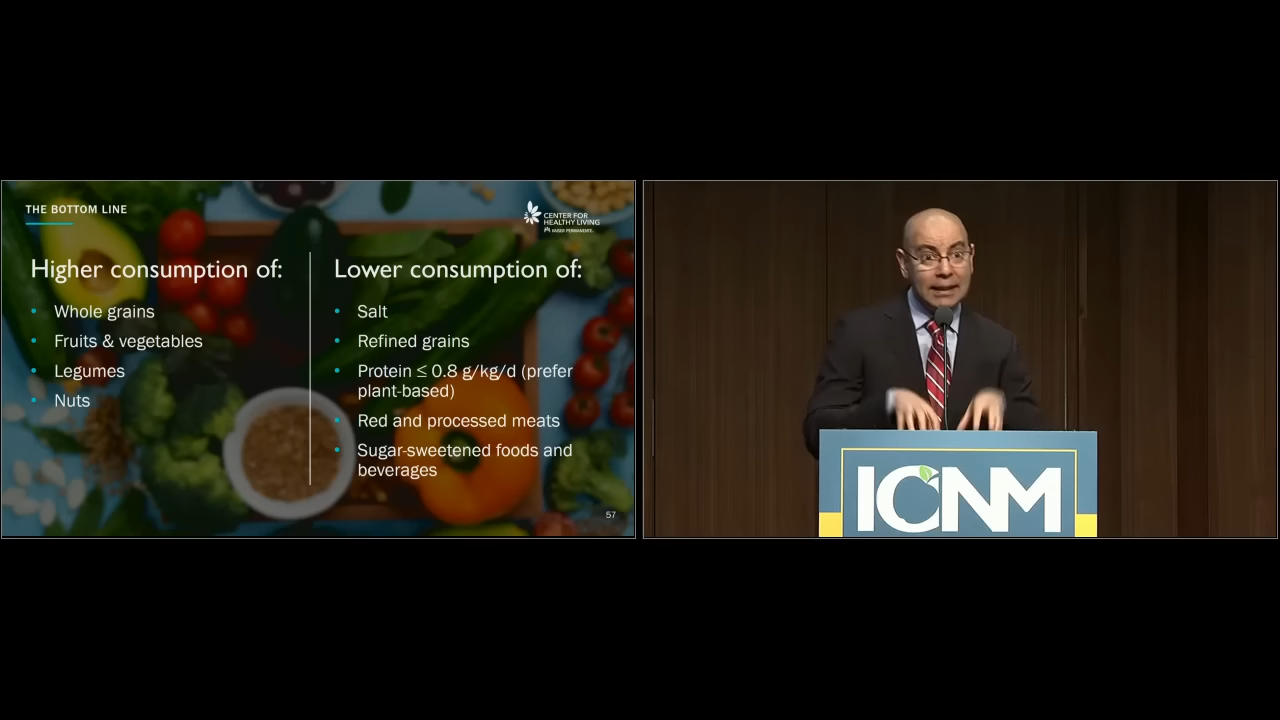 THE BOTTOM LINE
CENTER FOR
HEALTHY LIVING
KAISER PERMANENTE.
Higher consumption of:
• Whole grains
• Fruits & vegetables
• Legumes
• Nuts
Lower consumption of:
• Salt
• Refined grains
• Protein ≤ 0.8 g/kg/d (prefer
plant-based)
• Red and processed meats
• Sugar-sweetened foods and
beverages
57
ICNM